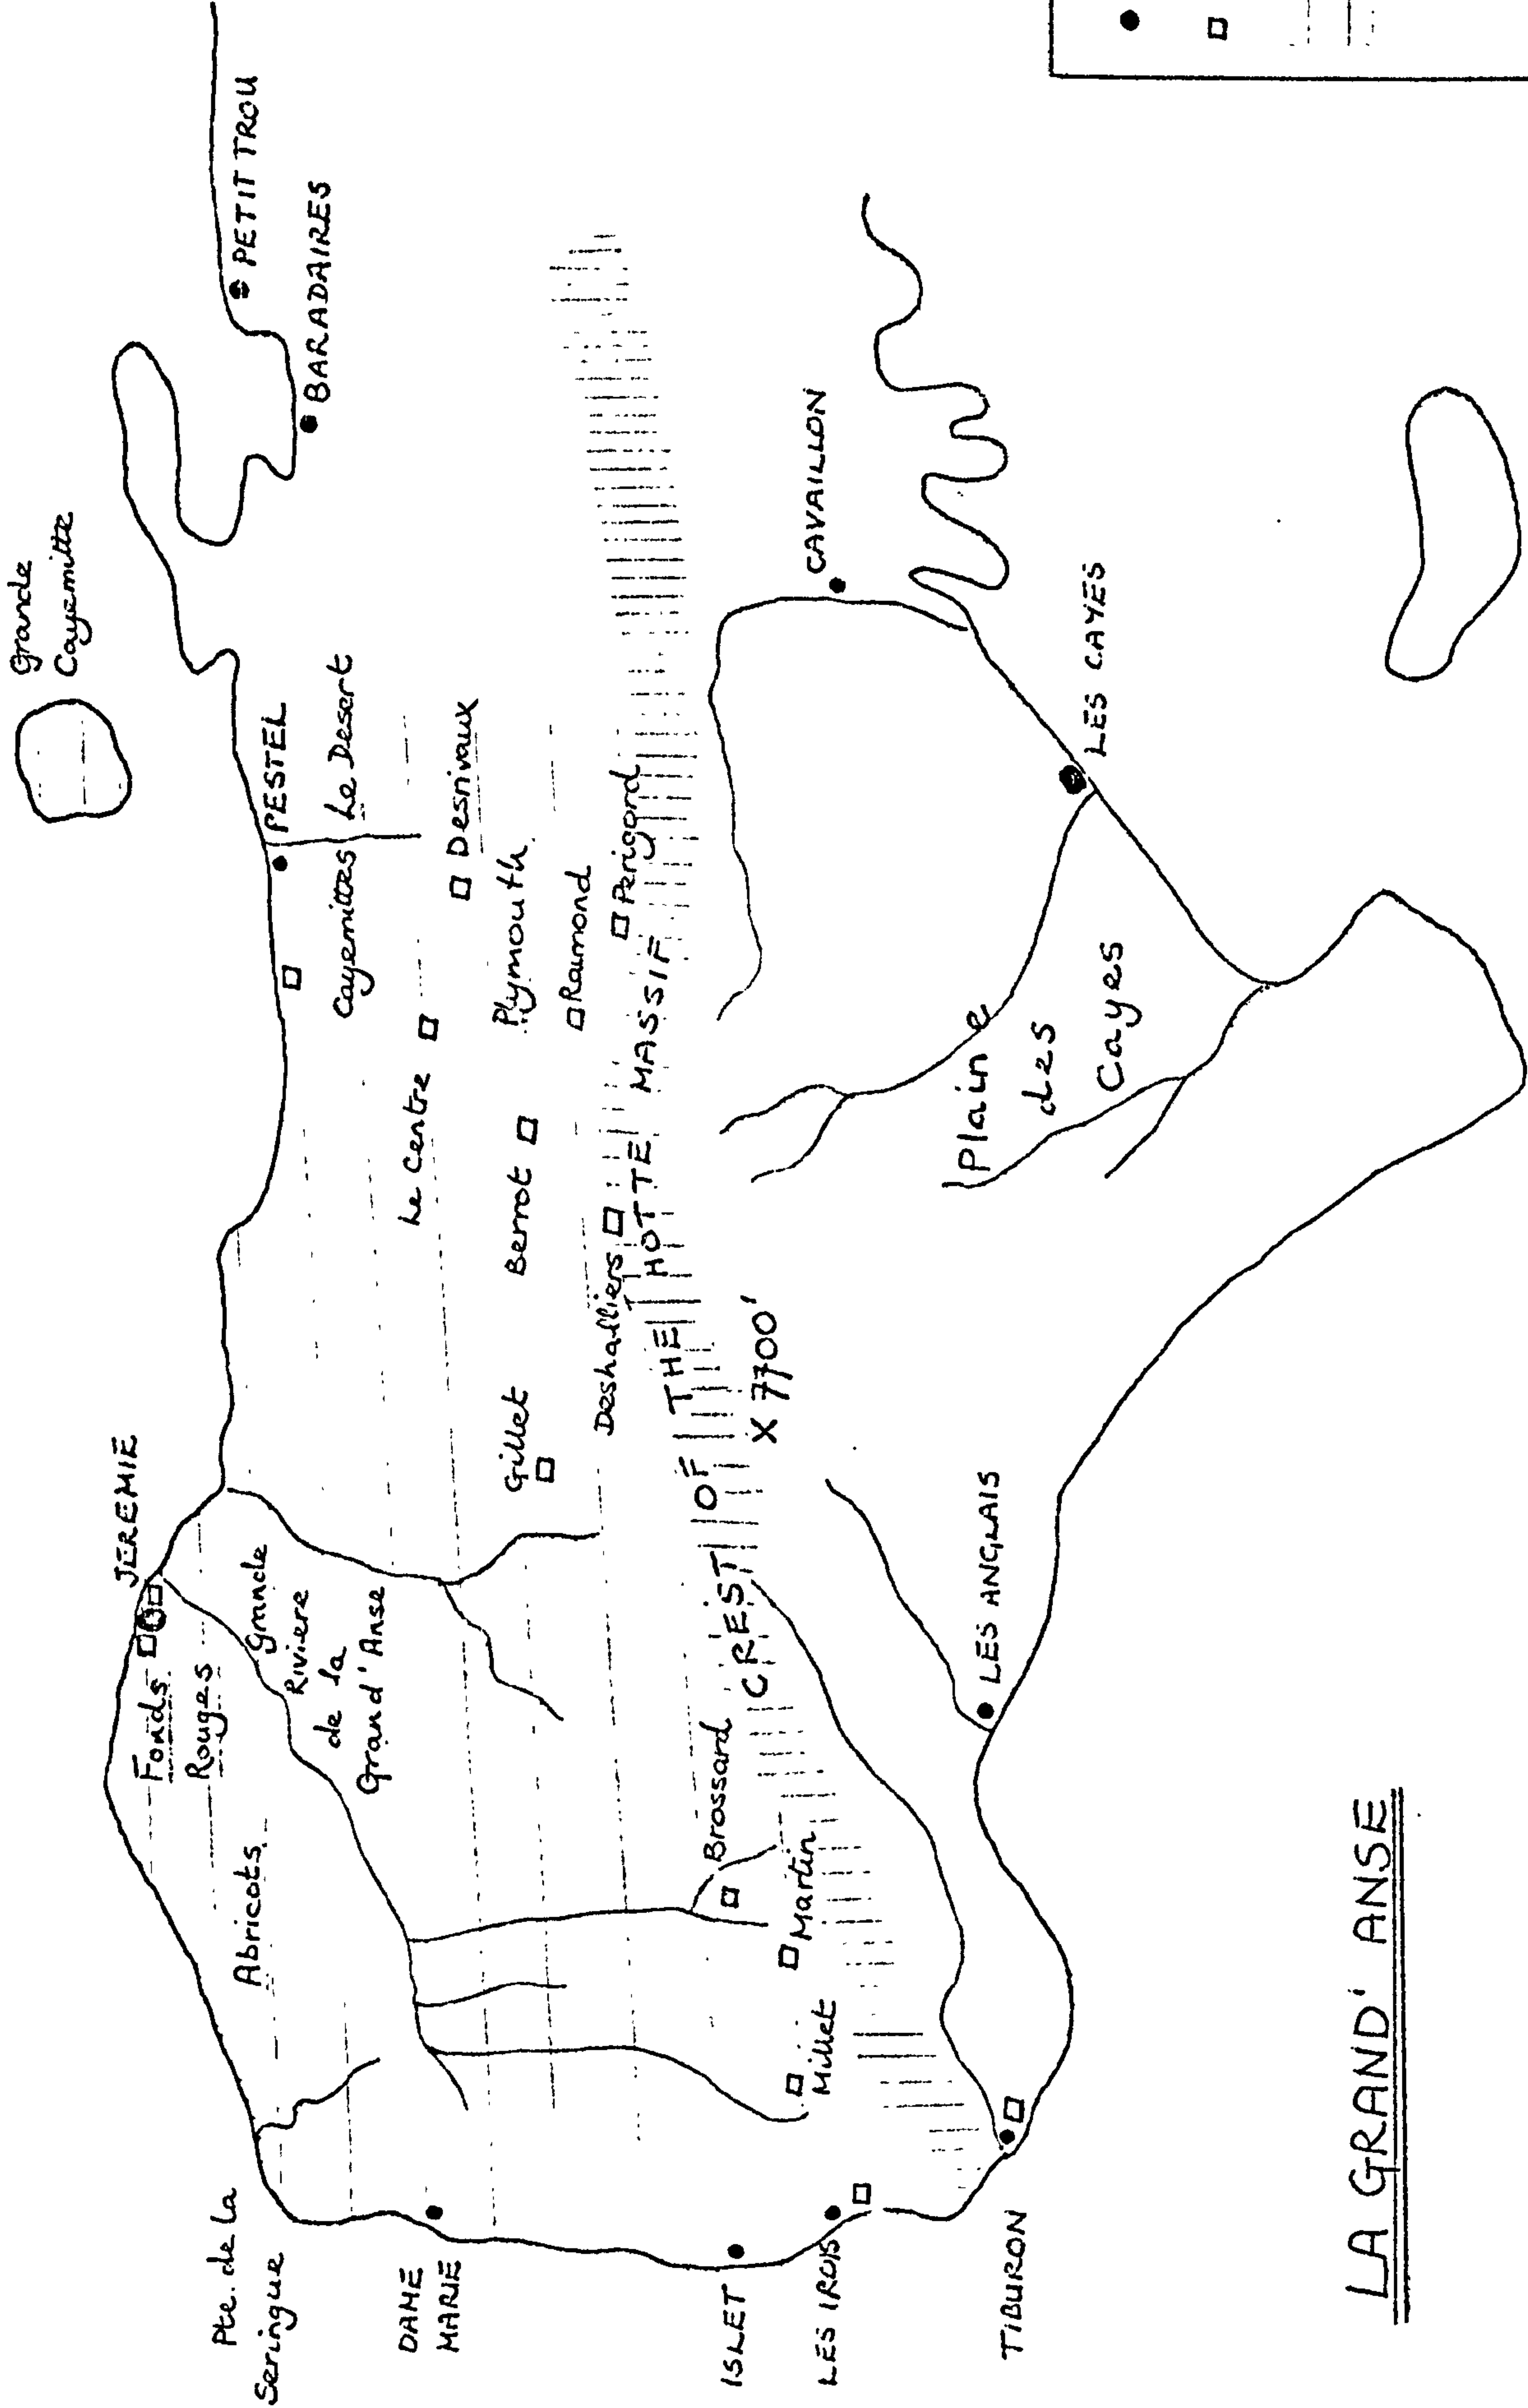 Grande
Cayemitte
PETIT TROU
BARADAIRES
PESTEL
JEREMIE
Fonds
Rouges
Abricots
Pte. de la
Seringue
Grande
Riviere
de la
Grand'Anse
Cayemittes Le Desert
Le Centre
Desrivaux
Plymouth
Raimond
Perigord
Berrot
Gillet
Deshalliers
DAME
MARIE
CREST OF THE HOTTE MASSIF
X 7700'
Brossard
Martin
Millet
ISLET
LES IROIS
TIBURON
LES ANGLAIS
CAVAILLON
LES CAYES
Plaine
des
Cayes
LA GRAND' ANSE